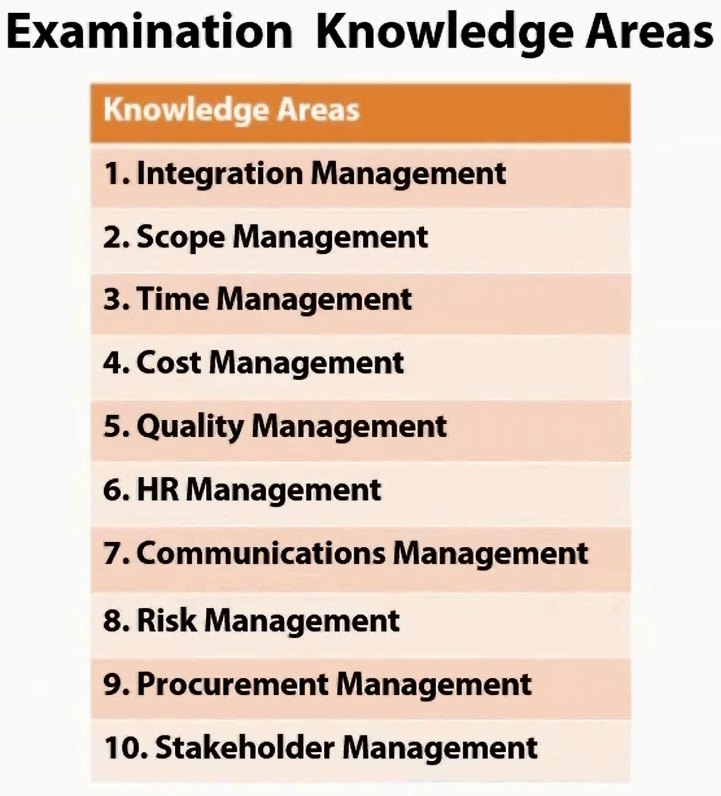 Examination Knowledge Areas
Knowledge Areas
1. Integration Management
2. Scope Management
3. Time Management
4. Cost Management
5. Quality Management
6. HR Management
7. Communications Management
8. Risk Management
9. Procurement Management
10. Stakeholder Management